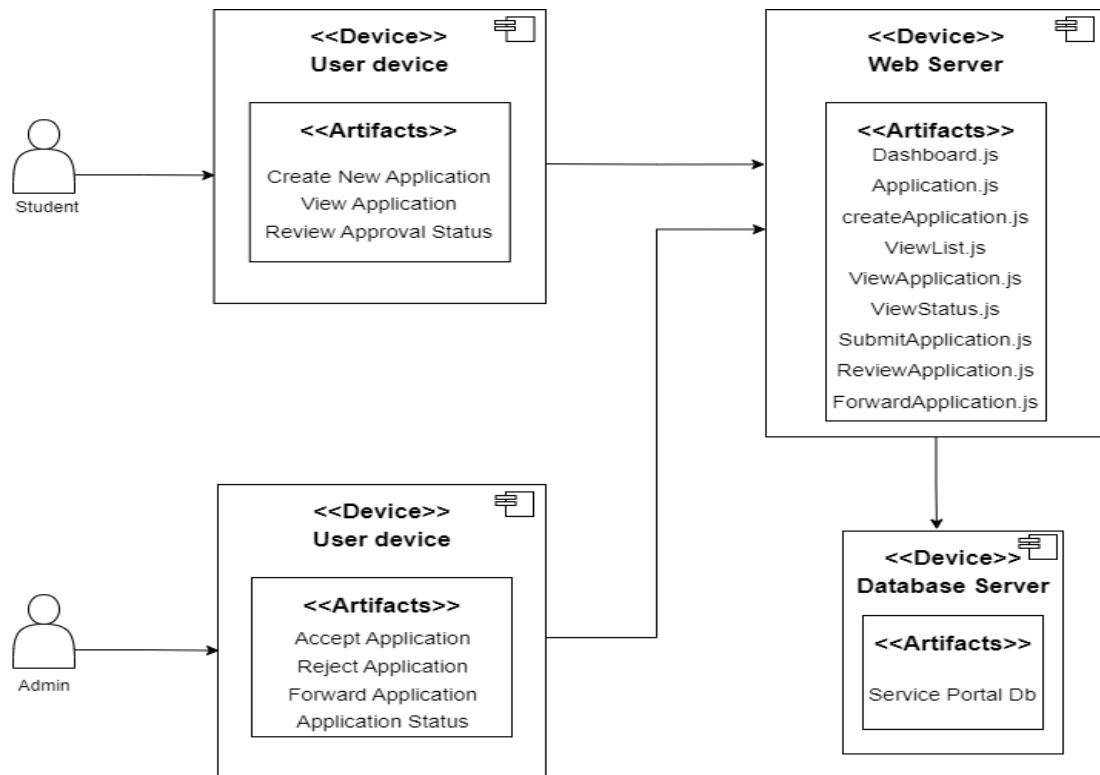 <<Device>>
User device
<<Artifacts>>
Create New Application
View Application
Review Approval Status
Student
<<Device>>
Web Server
<<Artifacts>>
Dashboard.js
Application.js
createApplication.js
ViewList.js
ViewApplication.js
ViewStatus.js
SubmitApplication.js
ReviewApplication.js
ForwardApplication.js
<<Device>>
User device
<<Artifacts>>
Accept Application
Reject Application
Forward Application
Application Status
Admin
<<Device>>
Database Server
<<Artifacts>>
Service Portal Db